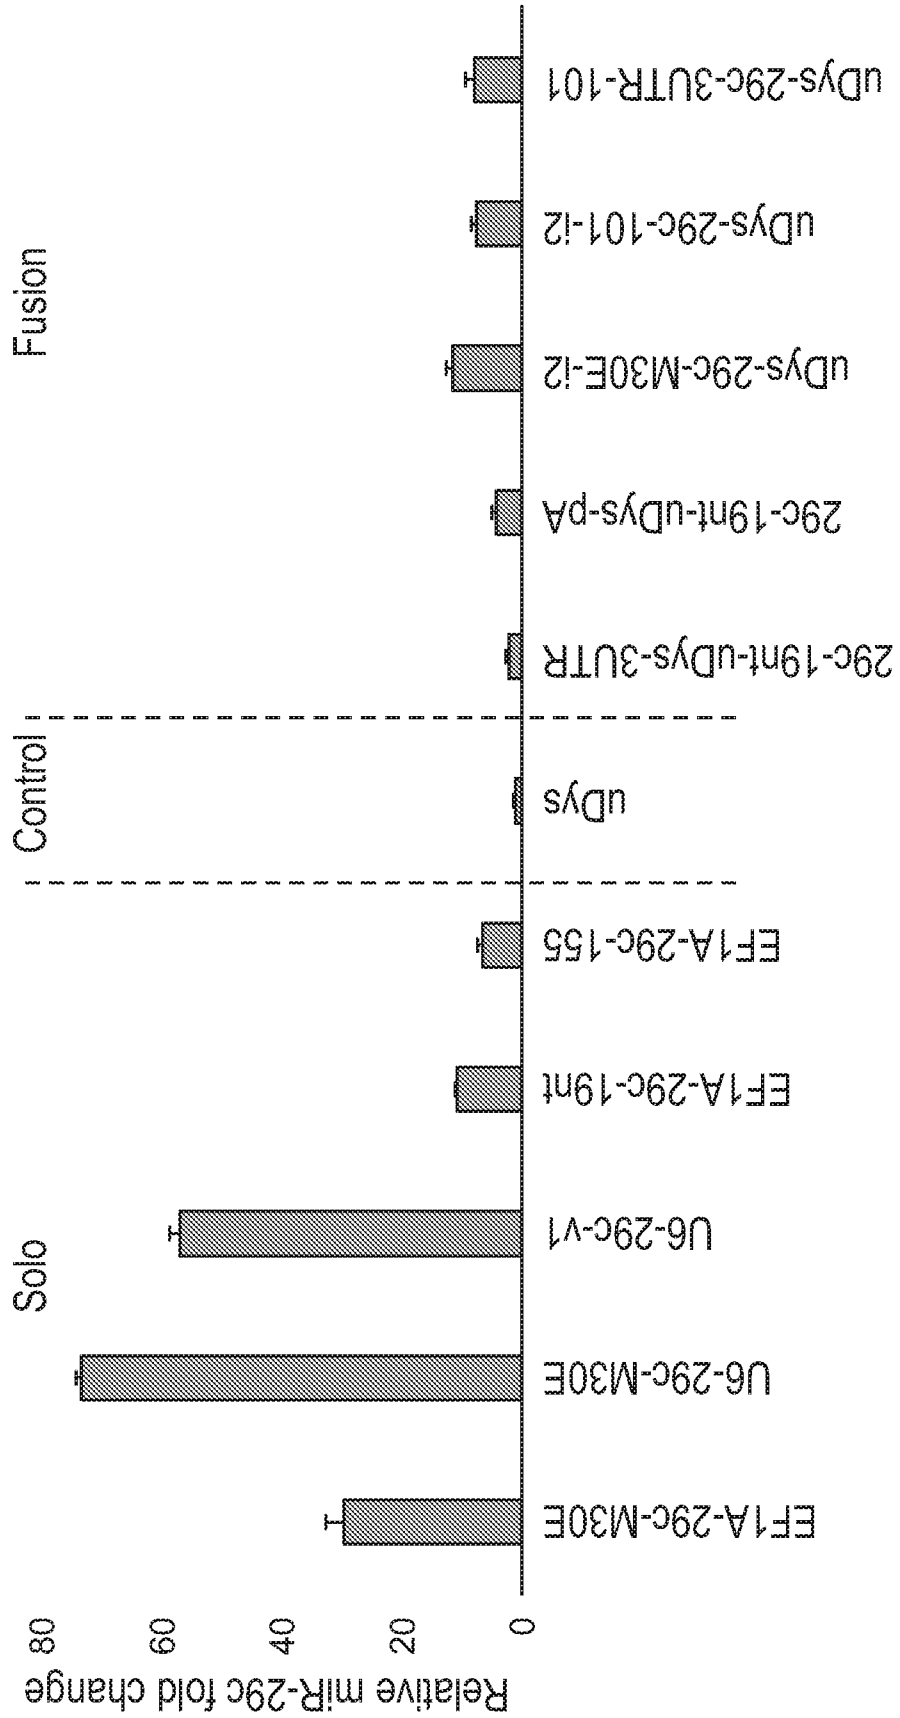 Solo
Control
Fusion
Relative miR-29c fold change
80
60
40
20
0
EF1A-29c-M30E
U6-29c-M30E
U6-29c-v1
EF1A-29c-19nt
EF1A-29c-155
uDys
29c-19nt-uDys-3UTR
29c-19nt-uDys-pA
uDys-29c-M30E-i2
uDys-29c-101-i2
uDys-29c-3UTR-101